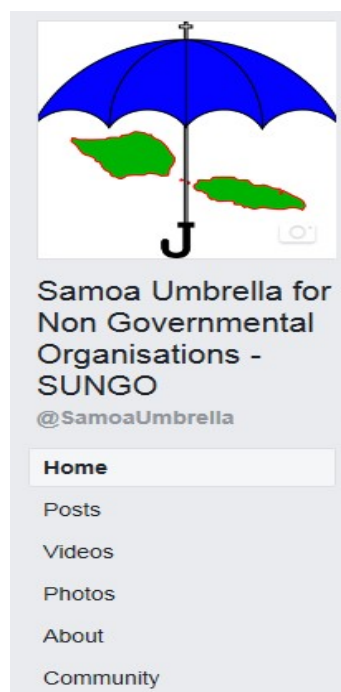 Samoa Umbrella for
Non Governmental
Organisations -
SUNGO
@SamoaUmbrella
Home
Posts
Videos
Photos
About
Community